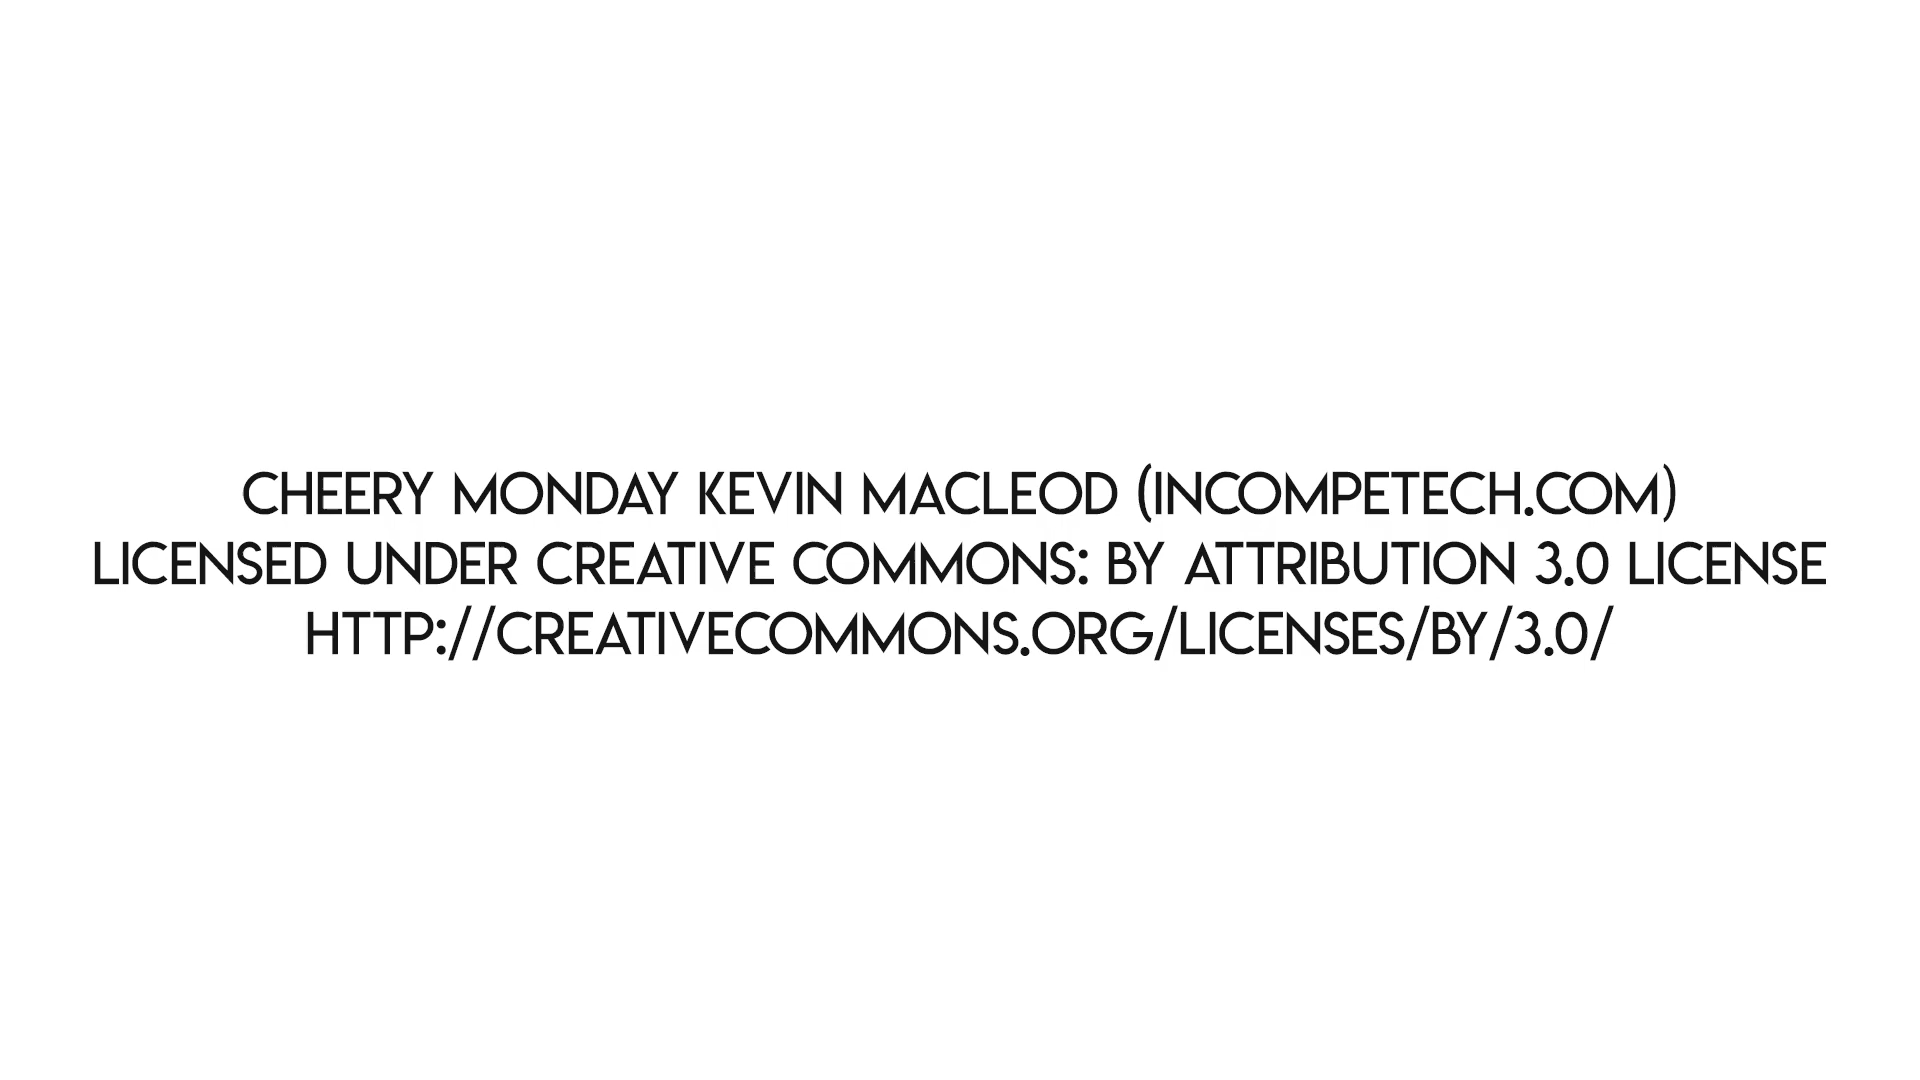 CHEERY MONDAY KEVIN MACLEOD (INCOMPETECH.COM)
LICENSED UNDER CREATIVE COMMONS: BY ATTRIBUTION 3.0 LICENSE
HTTP://CREATIVECOMMONS.ORG/LICENSES/BY/3.0/